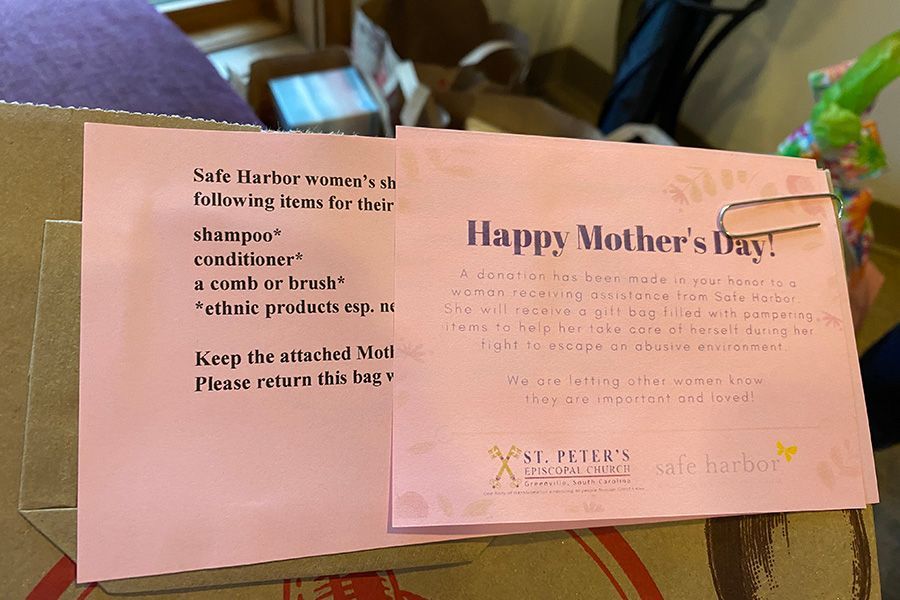 Safe Harbor women's sh
following items for their
shampoo*
conditioner*
a comb or brush*
*ethnic products esp. ne
Keep the attached Moth
Please return this bag w
Happy Mother's Day!
A donation has been made in your honor to a
woman receiving assistance from Safe Harbor.
She will receive a gift bag filled with pampering
items to help her take care of herself during her
fight to escape an abusive environment.
We are letting other women know
they are important and loved!
ST. PETER'S
EPISCOPAL CHURCH
Greenville, South Carolina
safe harbor